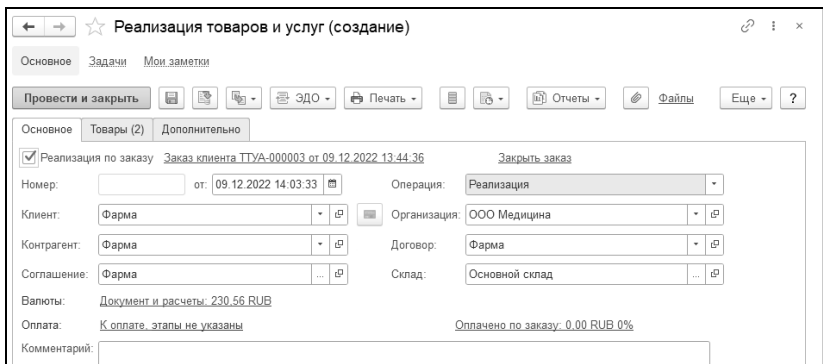 Реализация товаров и услуг (создание)
Основное Задачи Мои заметки
Провести и закрыть ЭДО Печать Отчеты Файлы Еще ?
Основное Товары (2) Дополнительно
Реализация по заказу Заказ клиента ТТУА-000003 от 09.12.2022 13:44:36 Закрыть заказ
Номер: от: 09.12.2022 14:03:33 Операция: Реализация
Клиент: Фарма Организация: ООО Медицина
Контрагент: Фарма Договор: Фарма
Соглашение: Фарма Склад: Основной склад
Валюты: Документ и расчеты: 230,56 RUB
Оплата: К оплате, этапы не указаны Оплачено по заказу: 0,00 RUB 0%
Комментарий: